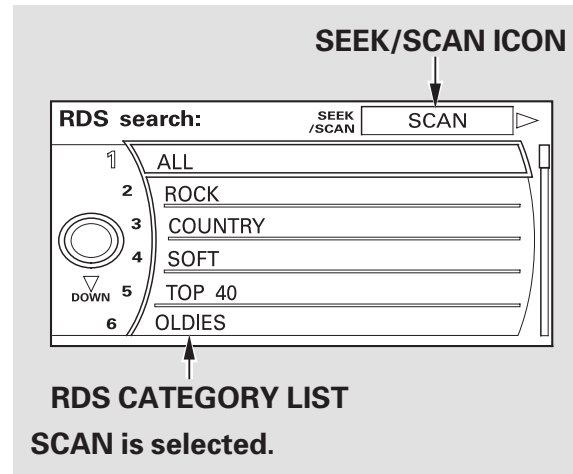 SEEK/SCAN ICON
RDS search:
SEEK
/SCAN
SCAN
1 ALL
2 ROCK
3 COUNTRY
4 SOFT
DOWN
5 TOP 40
6 OLDIES
RDS CATEGORY LIST
SCAN is selected.